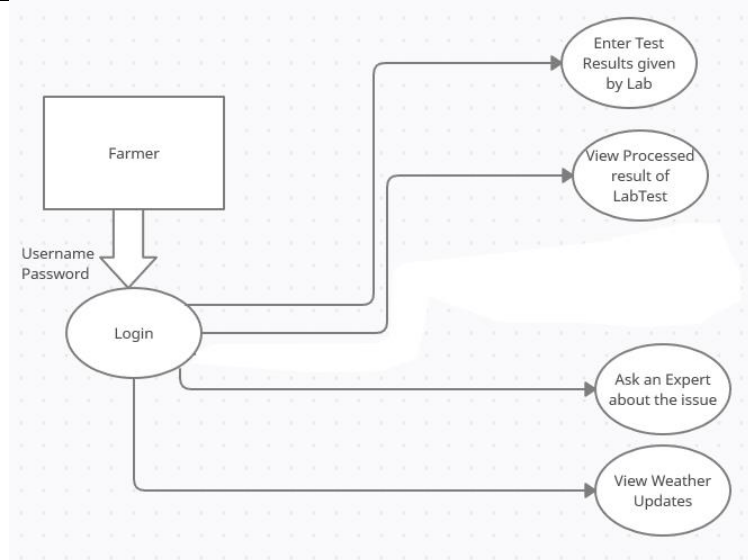 Enter Test
Results given
by Lab
Farmer
View Processed
result of
LabTest
Username
Password
Login
Ask an Expert
about the issue
View Weather
Updates